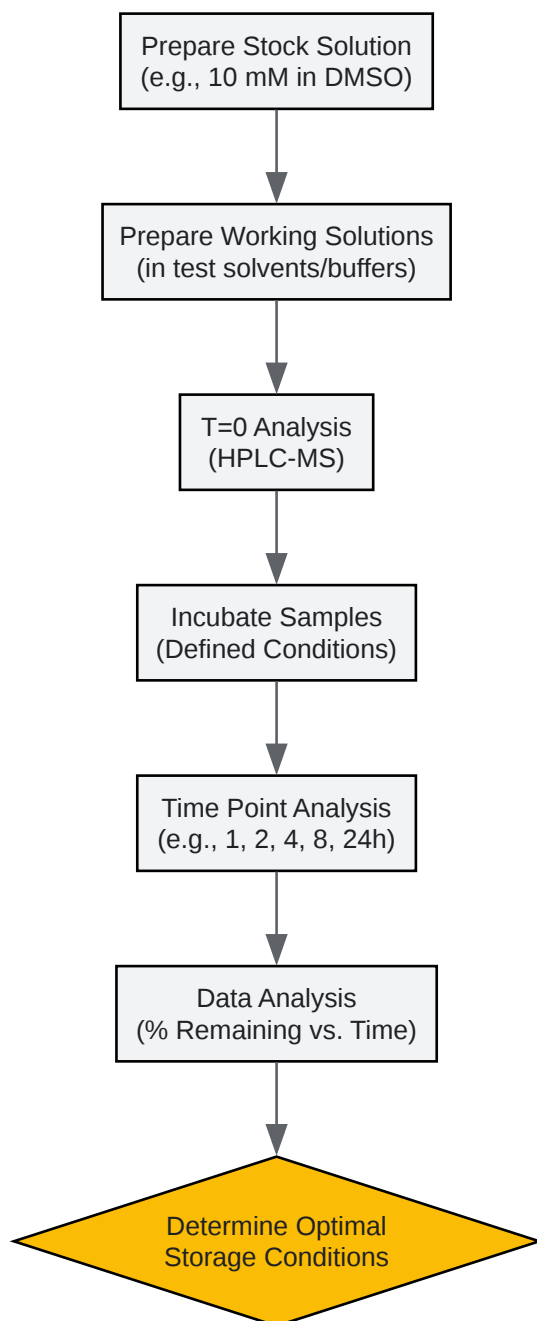 Prepare Stock Solution
(e.g., 10 mM in DMSO)
Prepare Working Solutions
(in test solvents/buffers)
T=0 Analysis
(HPLC-MS)
Incubate Samples
(Defined Conditions)
Time Point Analysis
(e.g., 1, 2, 4, 8, 24h)
Data Analysis
(% Remaining vs. Time)
Determine Optimal
Storage Conditions